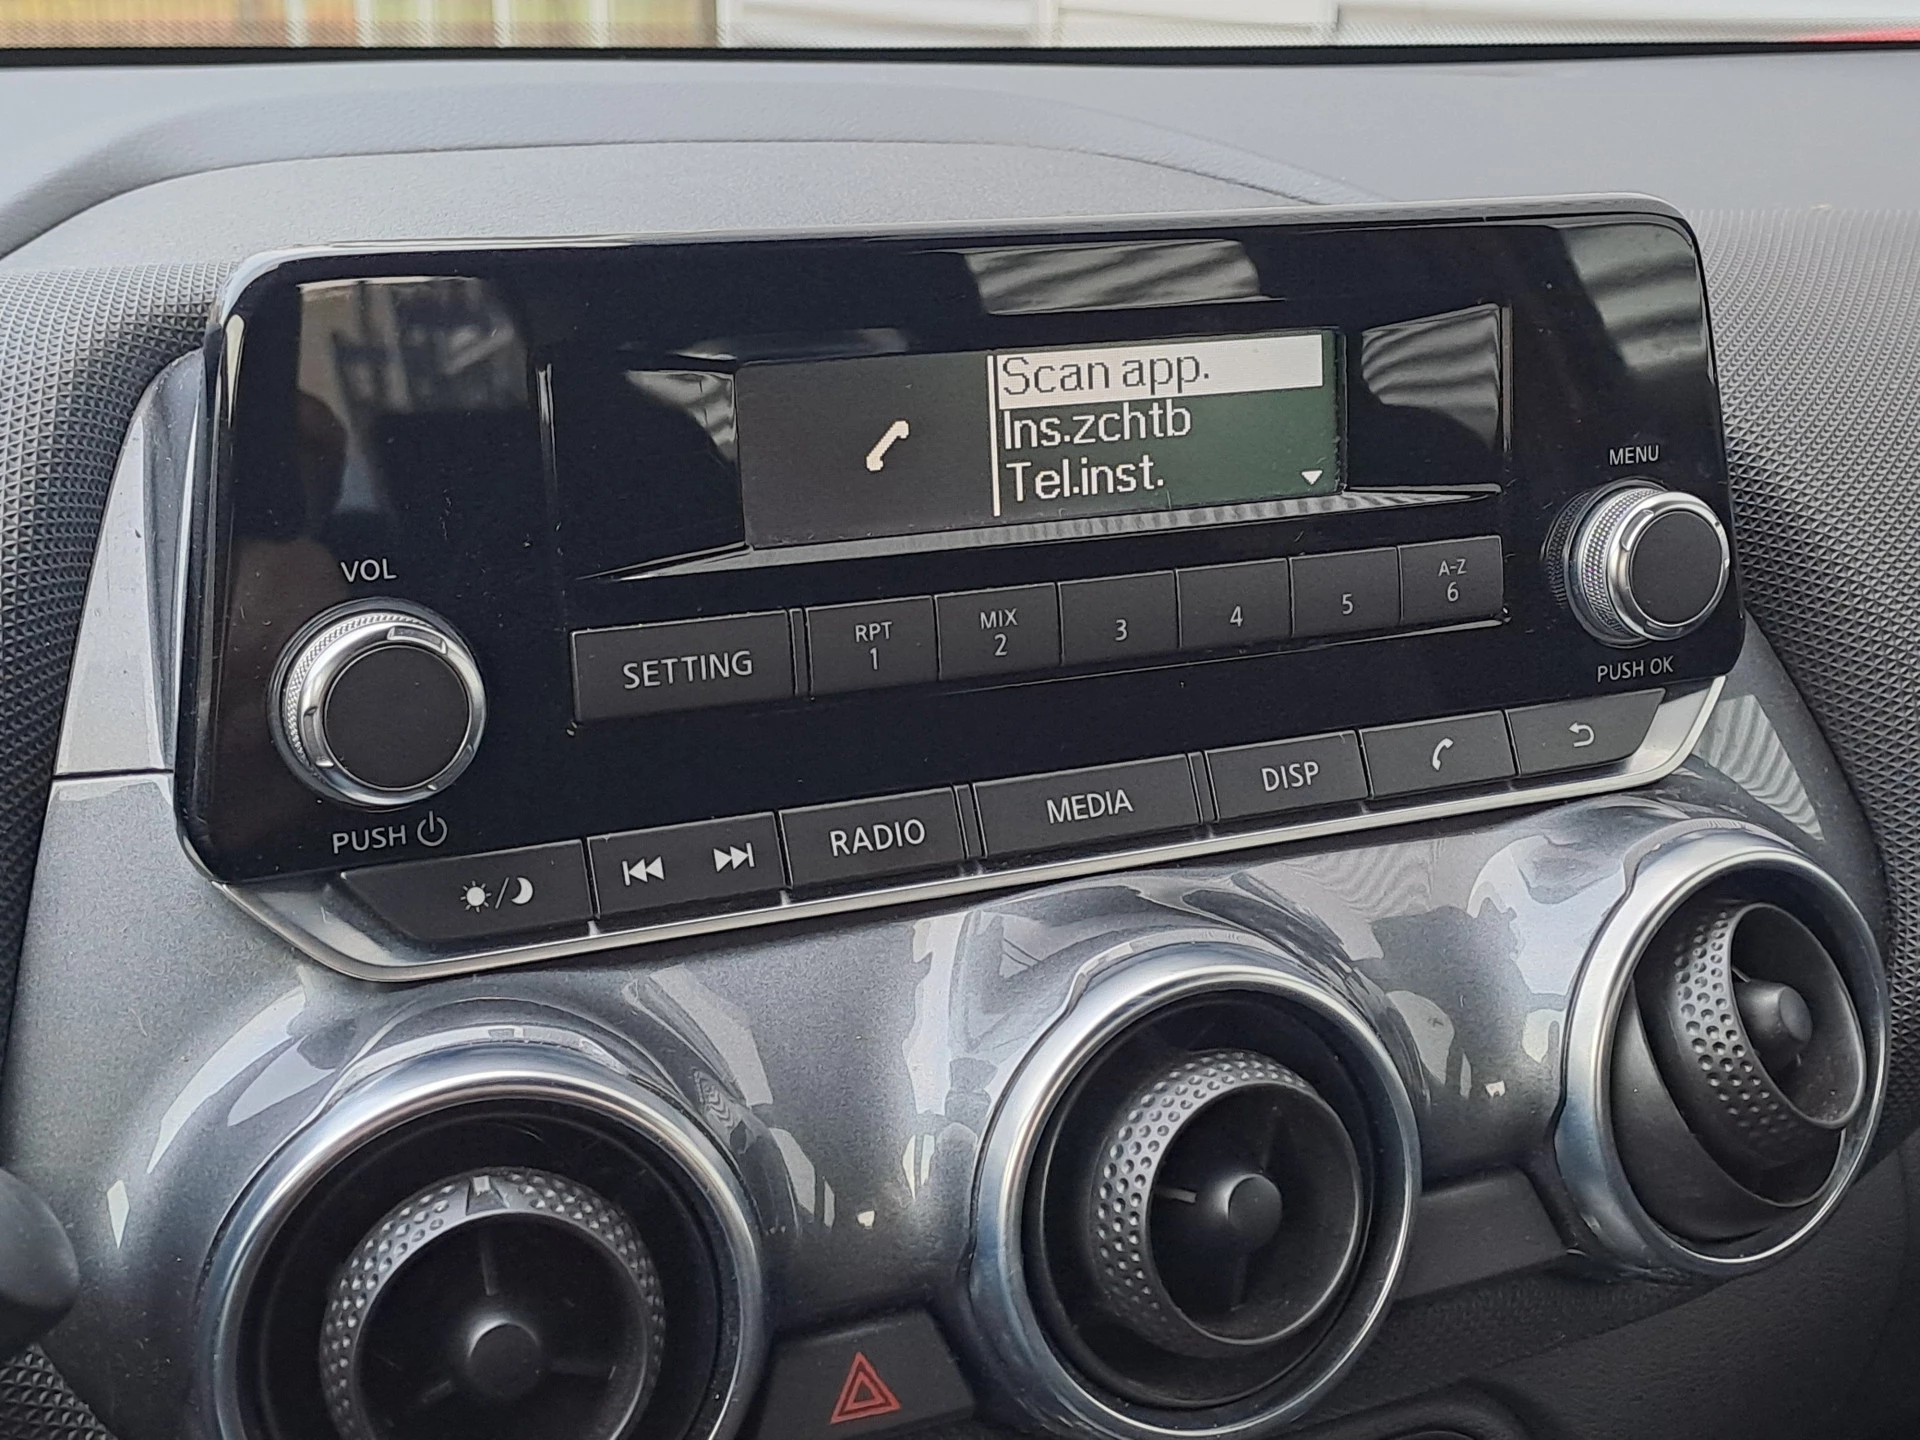 Scan app.
Ins.zchtb
Tel.inst.
VOL
MENU
SETTING
RPT
1
MIX
2
3
4
5
A-Z
6
PUSH OK
PUSH
RADIO
MEDIA
DISP